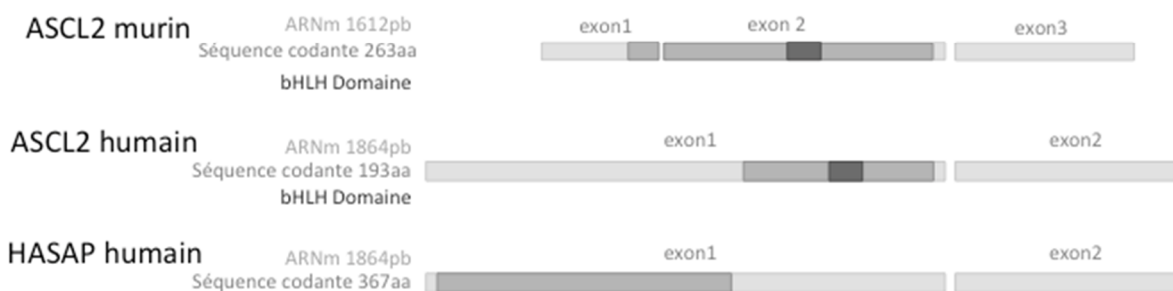 ASCL2 murin
ARNm 1612pb
exon1 exon 2 exon3
Séquence codante 263aa
bHLH Domaine
ASCL2 humain
ARNm 1864pb
exon1 exon2
Séquence codante 193aa
bHLH Domaine
HASAP humain
ARNm 1864pb
exon1 exon2
Séquence codante 367aa